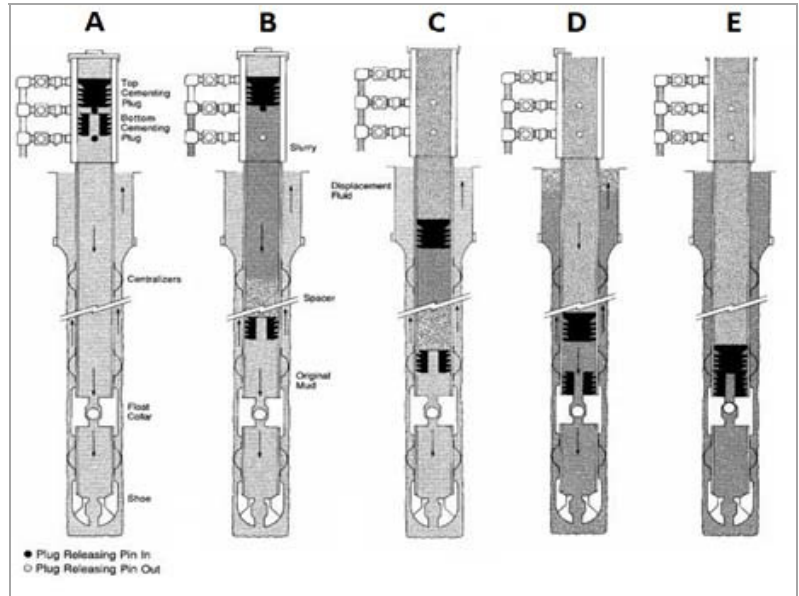 A B C D E
Top
Cementing
Plug
Bottom
Cementing
Plug
Slurry
Displacement
Fluid
Centralizers
Spacer
Original
Mud
Float
Collar
Shoe
Plug Releasing Pin In
Plug Releasing Pin Out